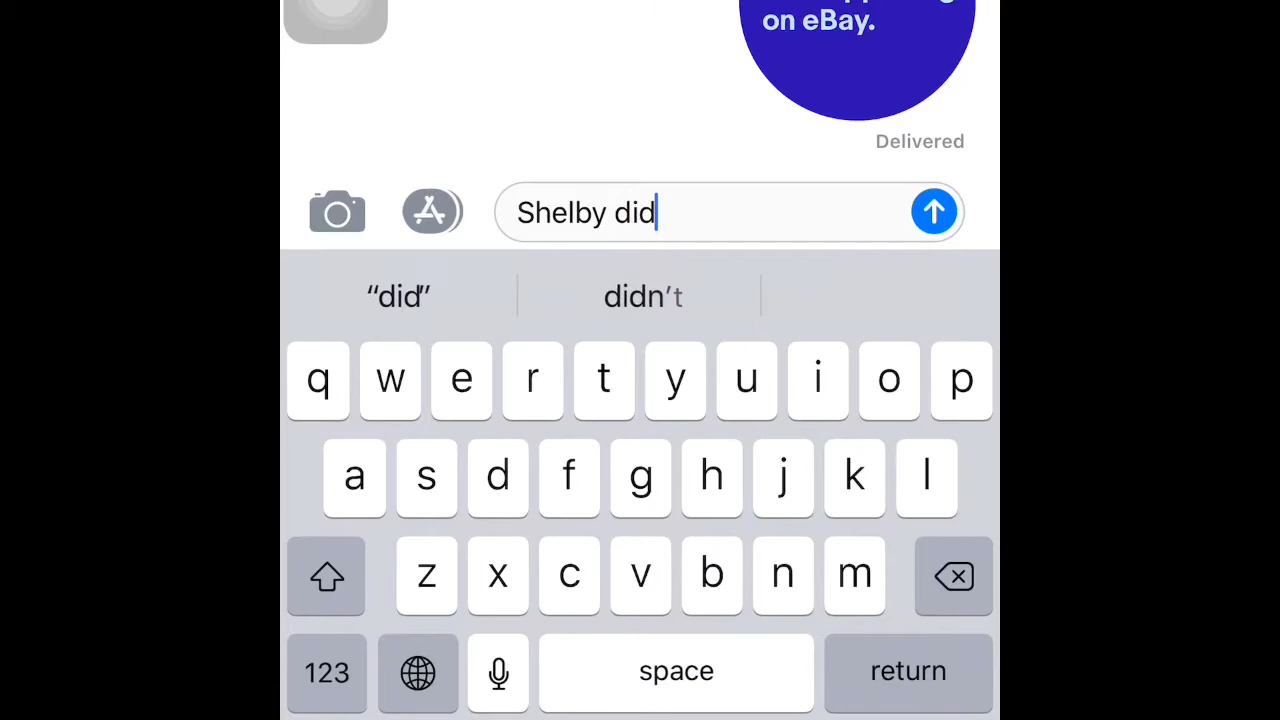 on eBay.
Delivered
Shelby did
“did” didn’t
q w e r t y u i o p
a s d f g h j k l
z x c v b n m
123 space return